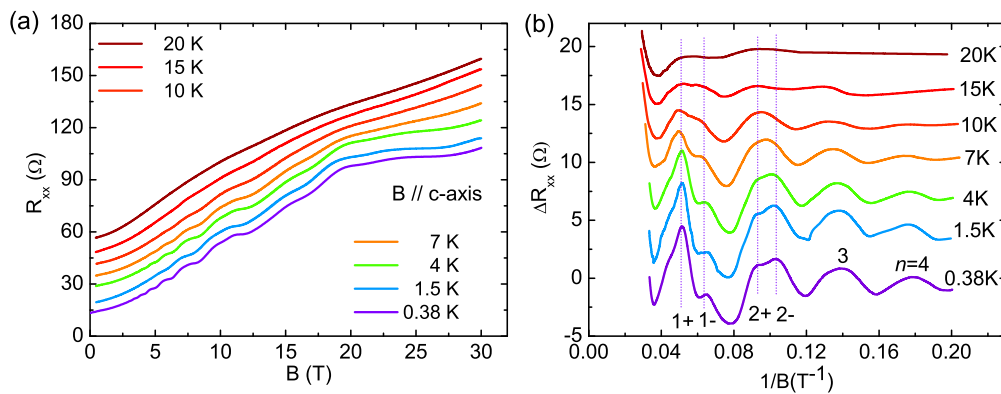 (a)
180
150
120
90
60
30
0
R_xx (Ω)
20 K
15 K
10 K
B // c-axis
7 K
4 K
1.5 K
0.38 K
0 5 10 15 20 25 30
B (T)
(b)
20
15
10
5
0
-5
ΔR_xx (Ω)
20K
15K
10K
7K
4K
1.5K
0.38K
3
n=4
1+ 1- 2+ 2-
0.00 0.04 0.08 0.12 0.16 0.20
1/B(T⁻¹)